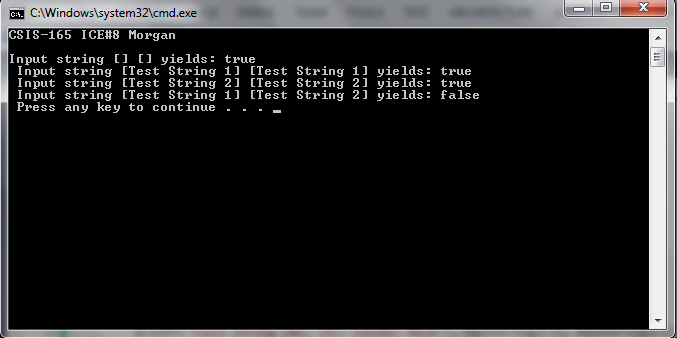 C:\Windows\system32\cmd.exe
CSIS-165 ICE#8 Morgan
Input string [] [] yields: true
Input string [Test String 1] [Test String 1] yields: true
Input string [Test String 2] [Test String 2] yields: true
Input string [Test String 1] [Test String 2] yields: false
Press any key to continue . . . _